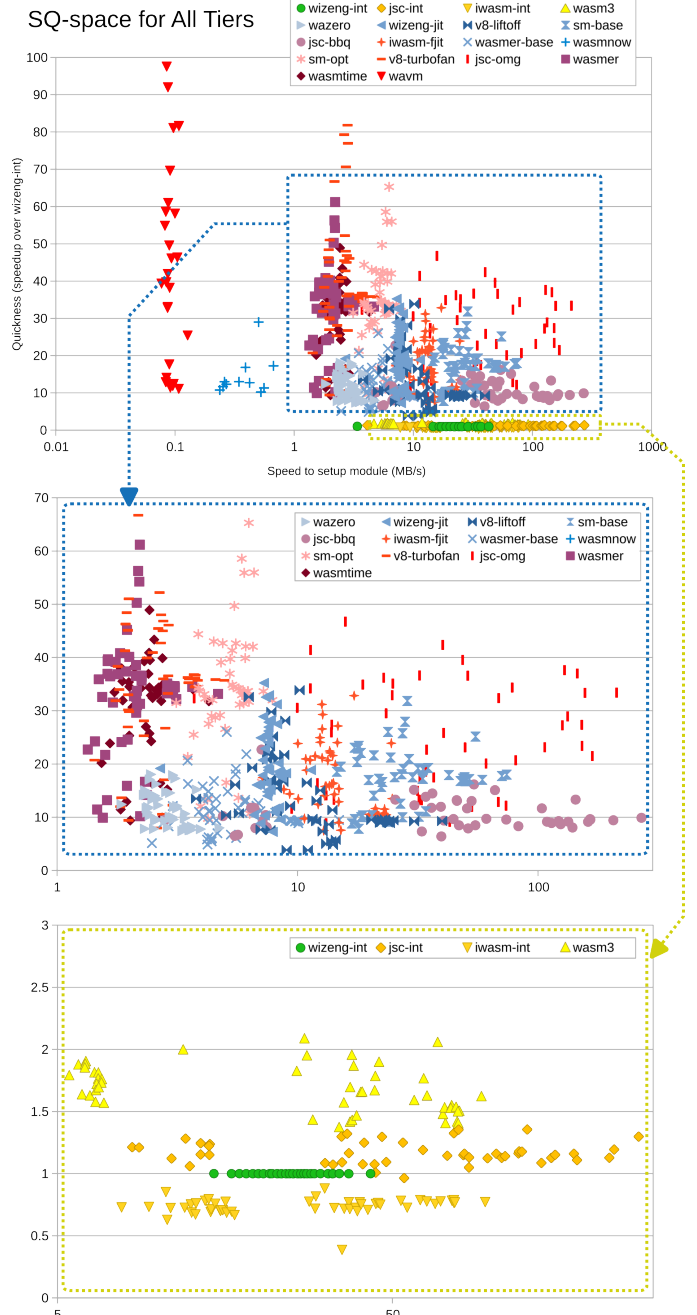 SQ-space for All Tiers
wizeng-int jsc-int iwasm-int wasm3
wazero wizeng-jit v8-liftoff sm-base
jsc-bbq iwasm-fjit wasmer-base wasmnow
sm-opt v8-turbofan jsc-omg wasmer
wasmtime wavm
Quickness (speedup over wizeng-int)
100
90
80
70
60
50
40
30
20
10
0
0.01 0.1 1 10 100 1000
Speed to setup module (MB/s)
70
wazero wizeng-jit v8-liftoff sm-base
jsc-bbq iwasm-fjit wasmer-base wasmnow
sm-opt v8-turbofan jsc-omg wasmer
wasmtime
60
50
40
30
20
10
0
1 10 100
3
wizeng-int jsc-int iwasm-int wasm3
2.5
2
1.5
1
0.5
0
5 50